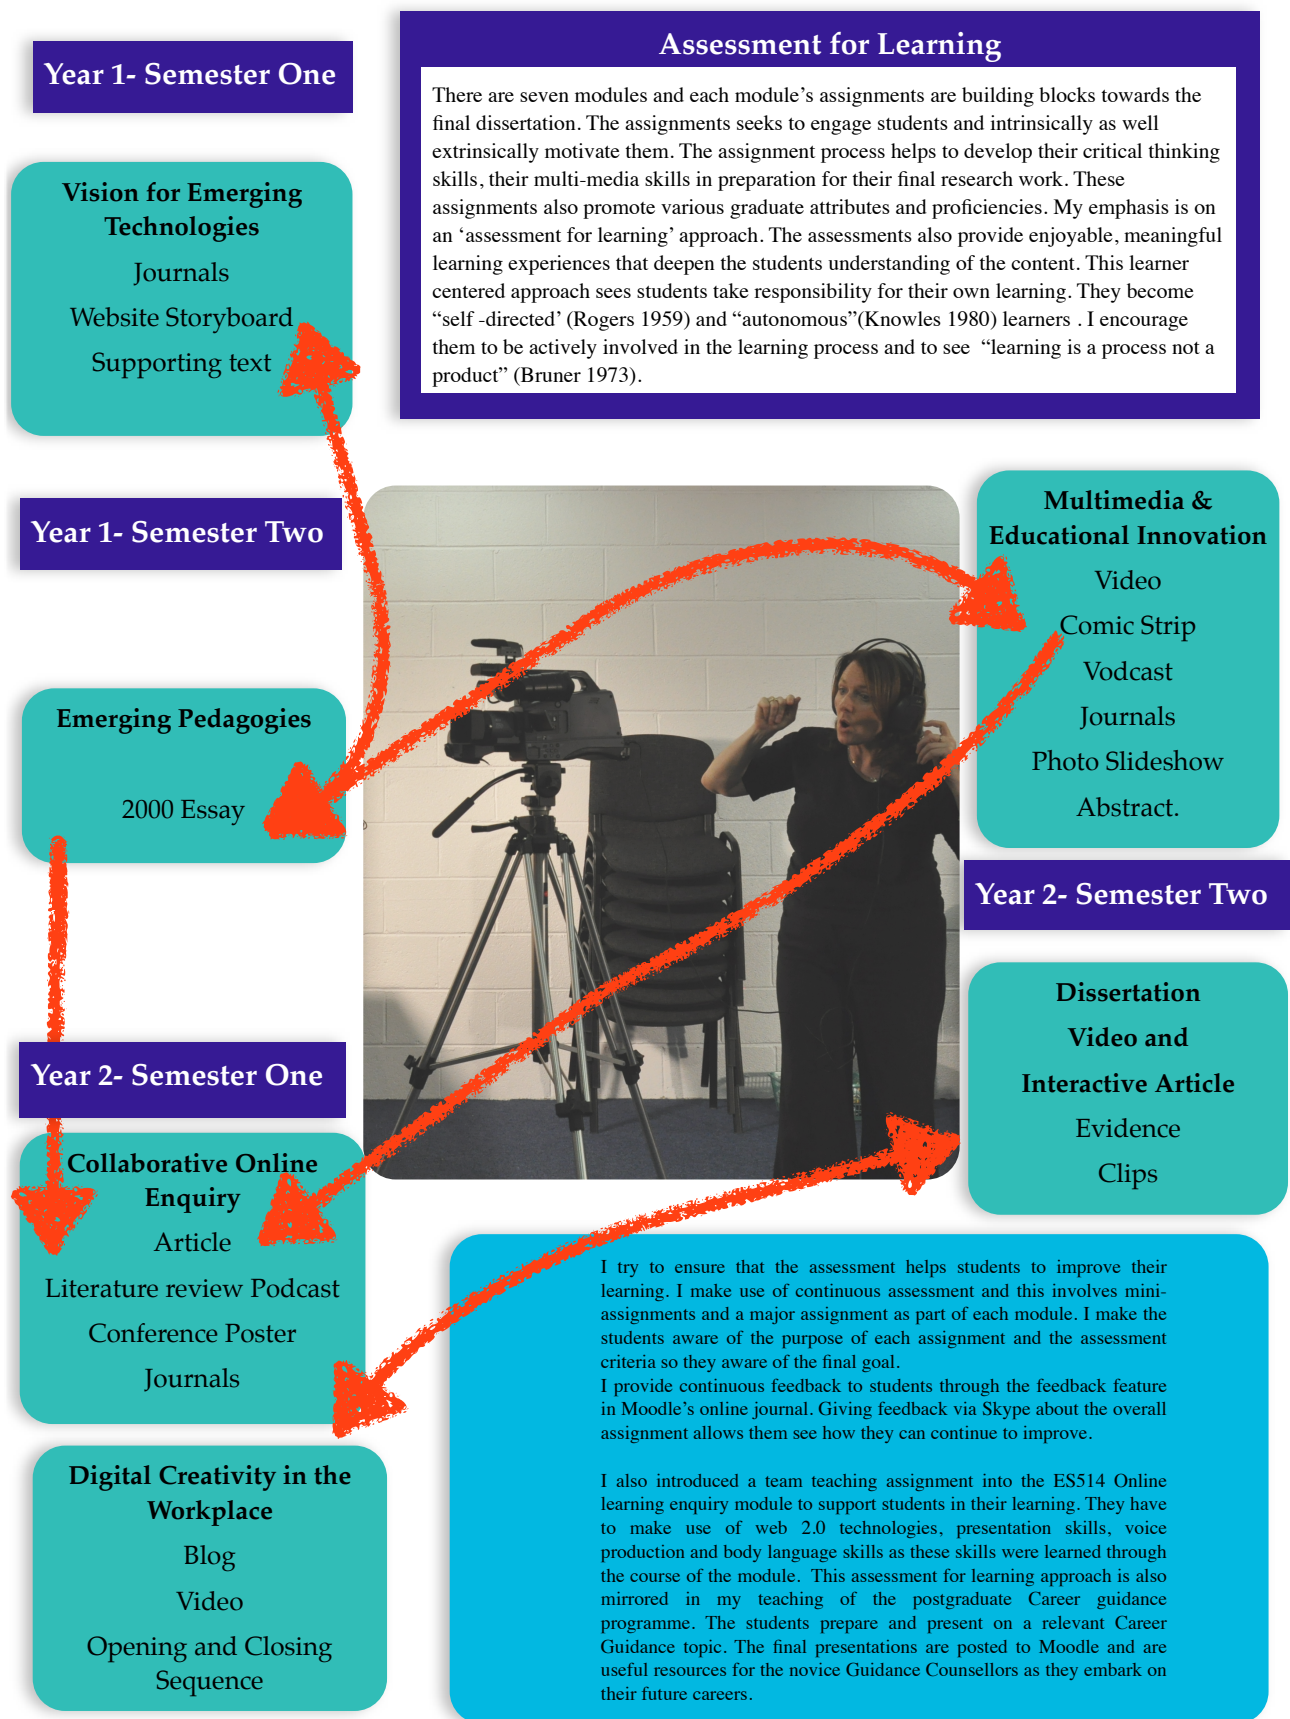 Year 1- Semester One
Assessment for Learning
There are seven modules and each module’s assignments are building blocks towards the
final dissertation. The assignments seeks to engage students and intrinsically as well
extrinsically motivate them. The assignment process helps to develop their critical thinking
skills, their multi-media skills in preparation for their final research work. These
assignments also promote various graduate attributes and proficiencies. My emphasis is on
an ‘assessment for learning’ approach. The assessments also provide enjoyable, meaningful
learning experiences that deepen the students understanding of the content. This learner
centered approach sees students take responsibility for their own learning. They become
“self -directed’ (Rogers 1959) and “autonomous”(Knowles 1980) learners . I encourage
them to be actively involved in the learning process and to see “learning is a process not a
product” (Bruner 1973).
Vision for Emerging
Technologies
Journals
Website Storyboard
Supporting text
Year 1- Semester Two
Emerging Pedagogies
2000 Essay
Multimedia &
Educational Innovation
Video
Comic Strip
Vodcast
Journals
Photo Slideshow
Abstract.
Year 2- Semester One
Collaborative Online
Enquiry
Article
Literature review Podcast
Conference Poster
Journals
Digital Creativity in the
Workplace
Blog
Video
Opening and Closing
Sequence
Year 2- Semester Two
Dissertation
Video and
Interactive Article
Evidence
Clips
I try to ensure that the assessment helps students to improve their
learning. I make use of continuous assessment and this involves mini-
assignments and a major assignment as part of each module. I make the
students aware of the purpose of each assignment and the assessment
criteria so they aware of the final goal.
I provide continuous feedback to students through the feedback feature
in Moodle’s online journal. Giving feedback via Skype about the overall
assignment allows them see how they can continue to improve.
I also introduced a team teaching assignment into the ES514 Online
learning enquiry module to support students in their learning. They have
to make use of web 2.0 technologies, presentation skills, voice
production and body language skills as these skills were learned through
the course of the module. This assessment for learning approach is also
mirrored in my teaching of the postgraduate Career guidance
programme. The students prepare and present on a relevant Career
Guidance topic. The final presentations are posted to Moodle and are
useful resources for the novice Guidance Counsellors as they embark on
their future careers.